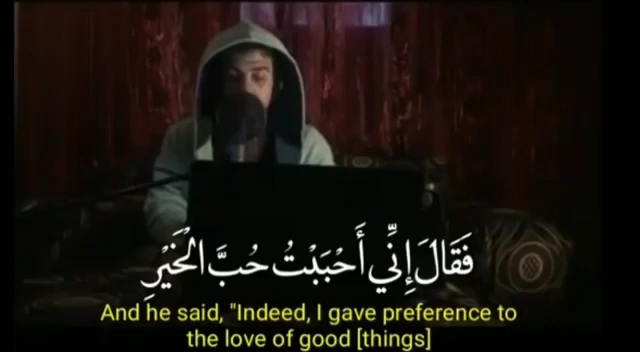 فَقَالَ إِنِّي أَحْبَبْتُ حُبَّ الْخَيْرِ
And he said, "Indeed, I gave preference to
the love of good [things]